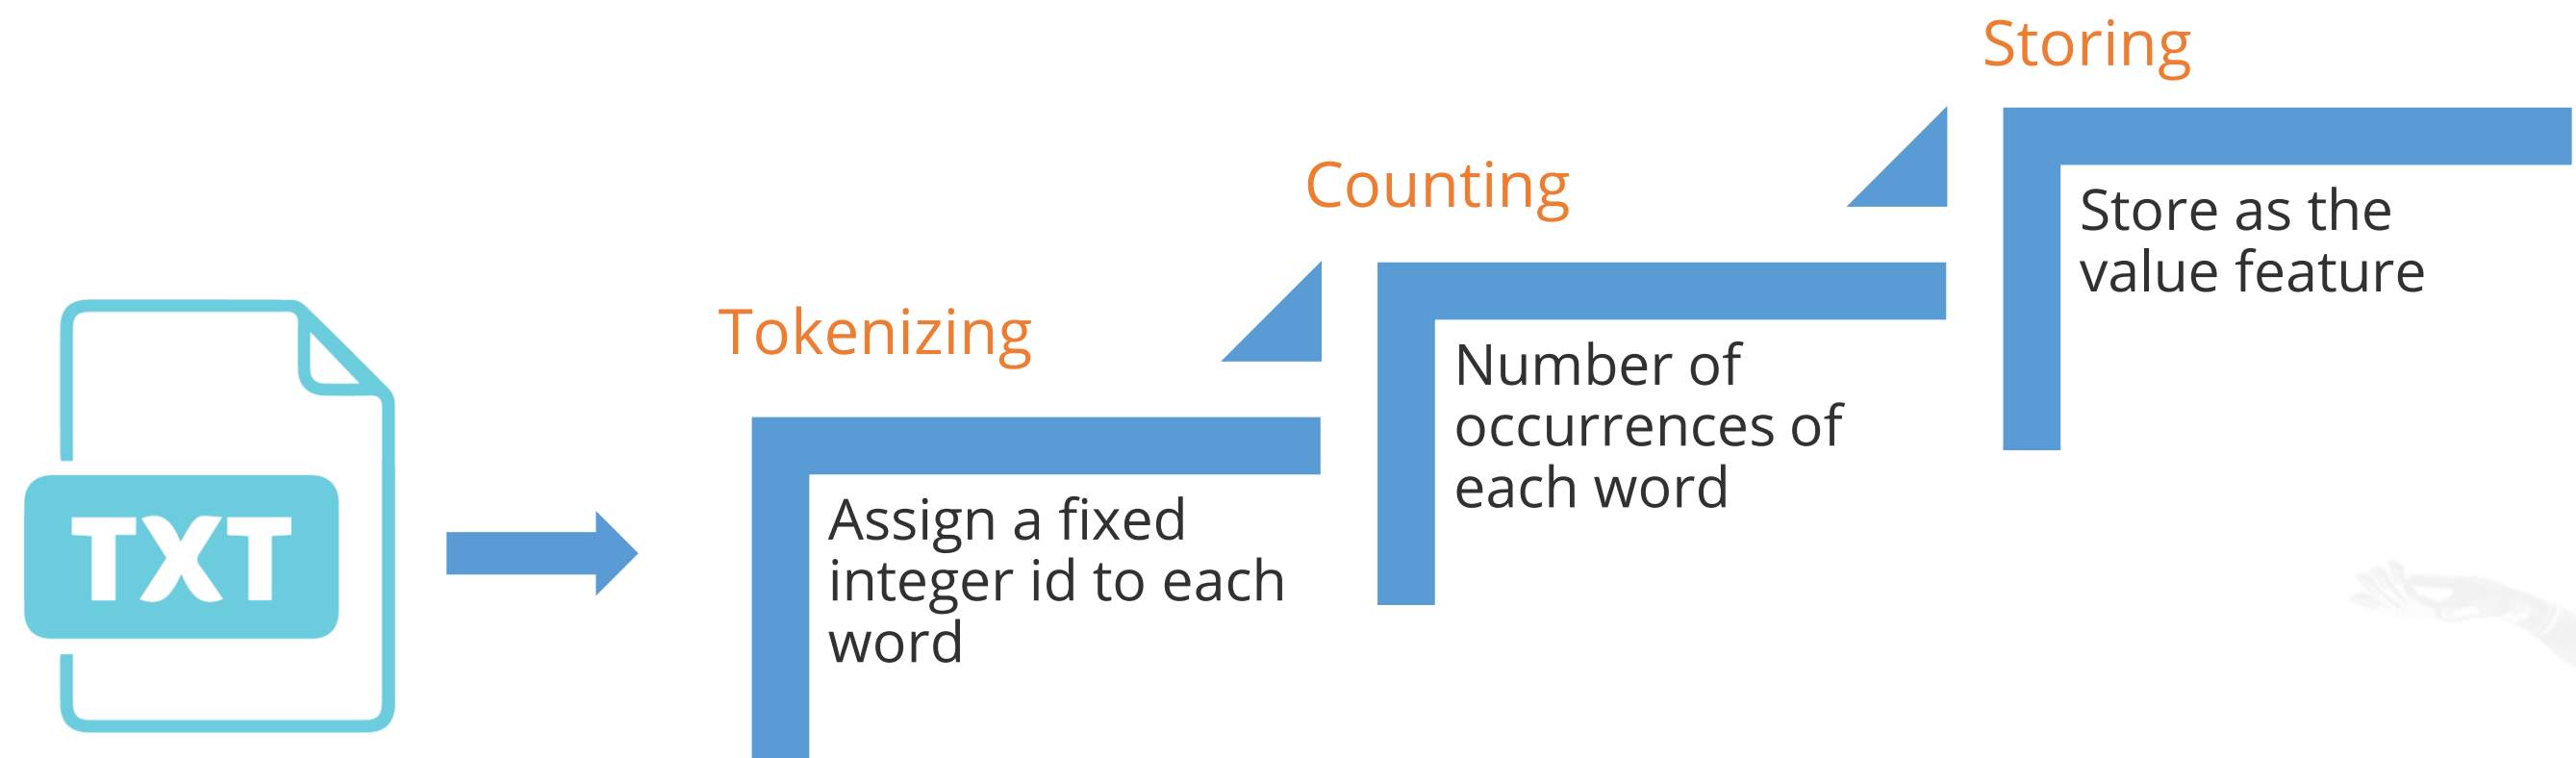 TXT
Tokenizing
Assign a fixed
integer id to each
word
Counting
Number of
occurrences of
each word
Storing
Store as the
value feature